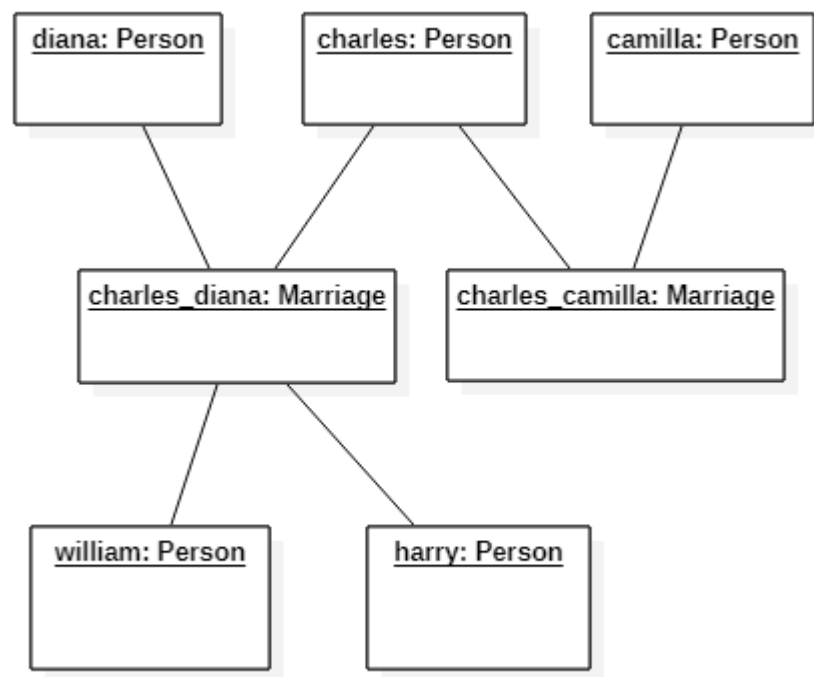 diana: Person
charles: Person
camilla: Person
charles_diana: Marriage
charles_camilla: Marriage
william: Person
harry: Person